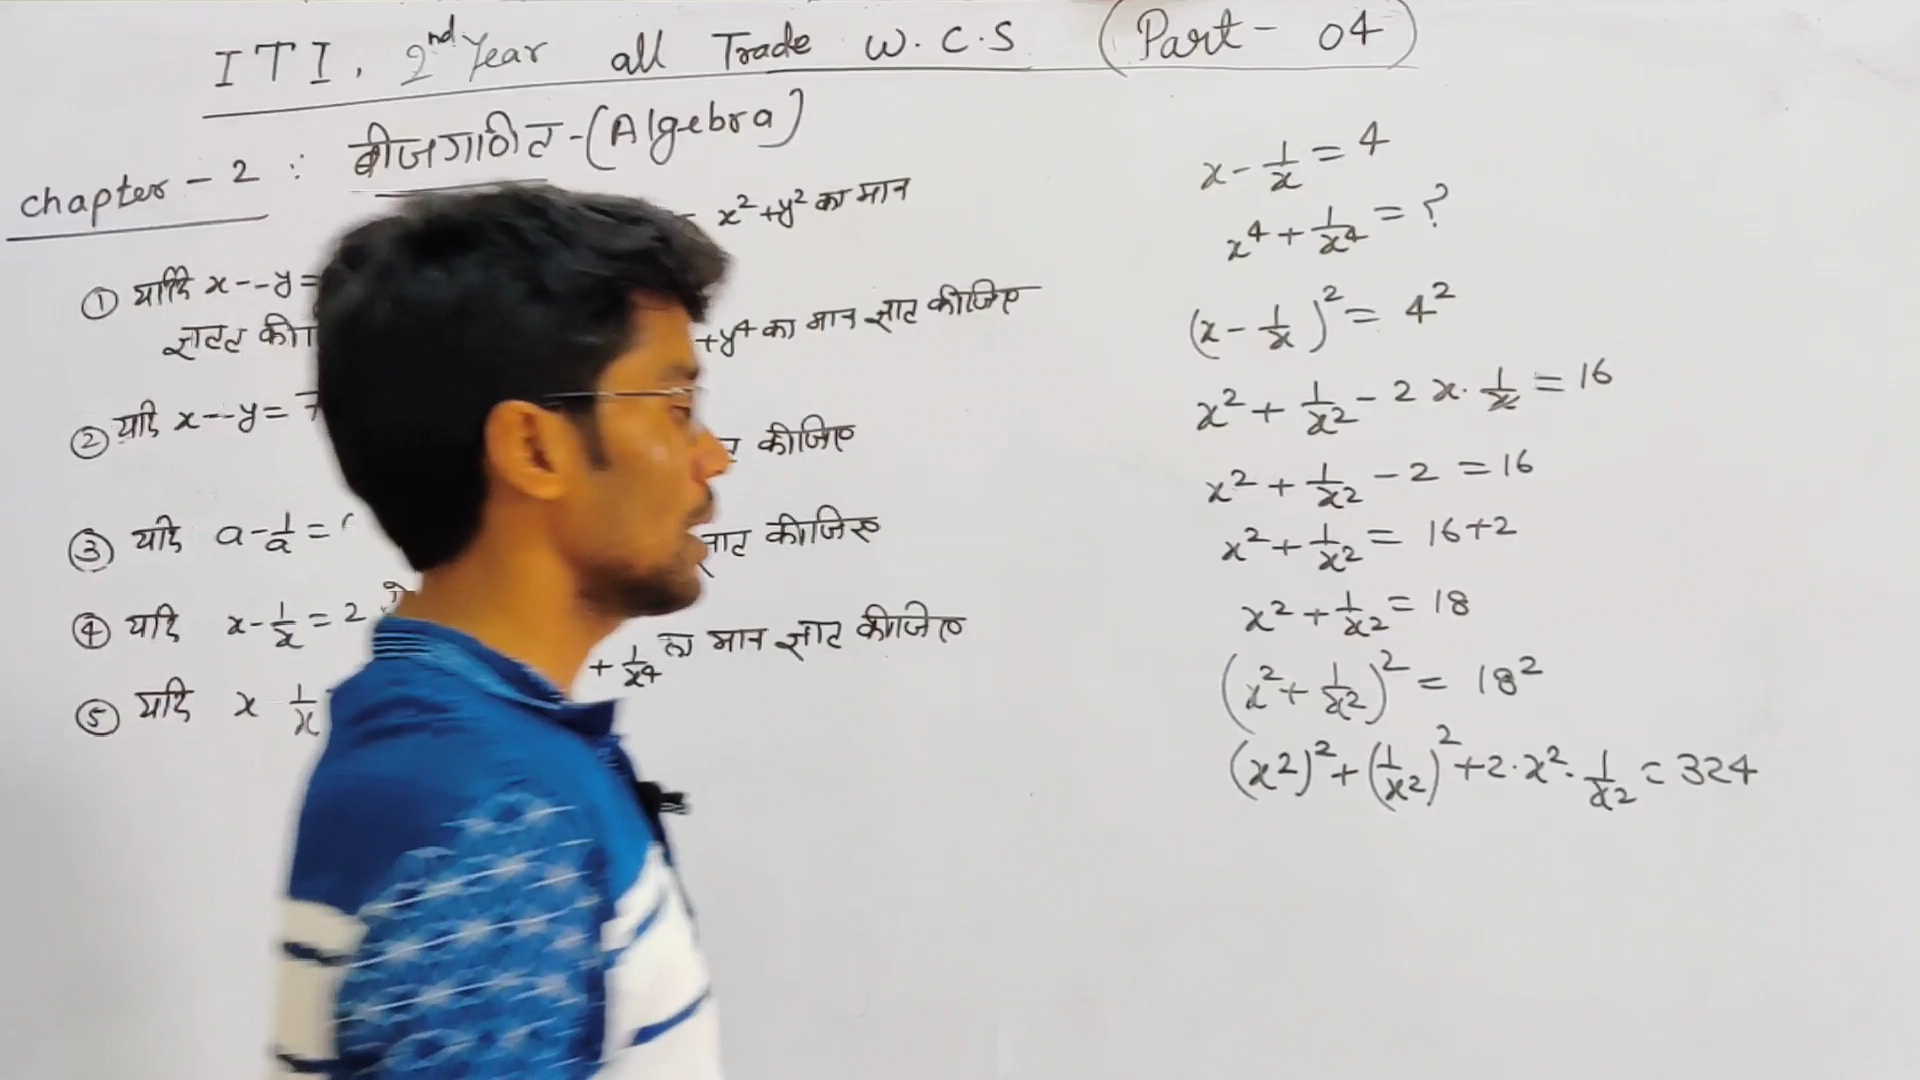 ITI, 2nd Year all Trade W.C.S (Part- 04)
chapter - 2 : बीजगणित-(Algebra)
① यदि x--y= x²+y² का मान
ज्ञात की
② यदि x--y= 7 +y⁴ का मान ज्ञात कीजिए
कीजिए
③ यदि a-1/a = ज्ञात कीजिए
④ यदि x-1/x = 2
⑤ यदि x 1/x + 1/x⁴ का मान ज्ञात कीजिए
x - 1/x = 4
x⁴ + 1/x⁴ = ?
(x - 1/x)² = 4²
x² + 1/x² - 2 x · 1/x = 16
x² + 1/x² - 2 = 16
x² + 1/x² = 16+2
x² + 1/x² = 18
(x² + 1/x²)² = 18²
(x²)² + (1/x²)² + 2·x²·1/x² = 324